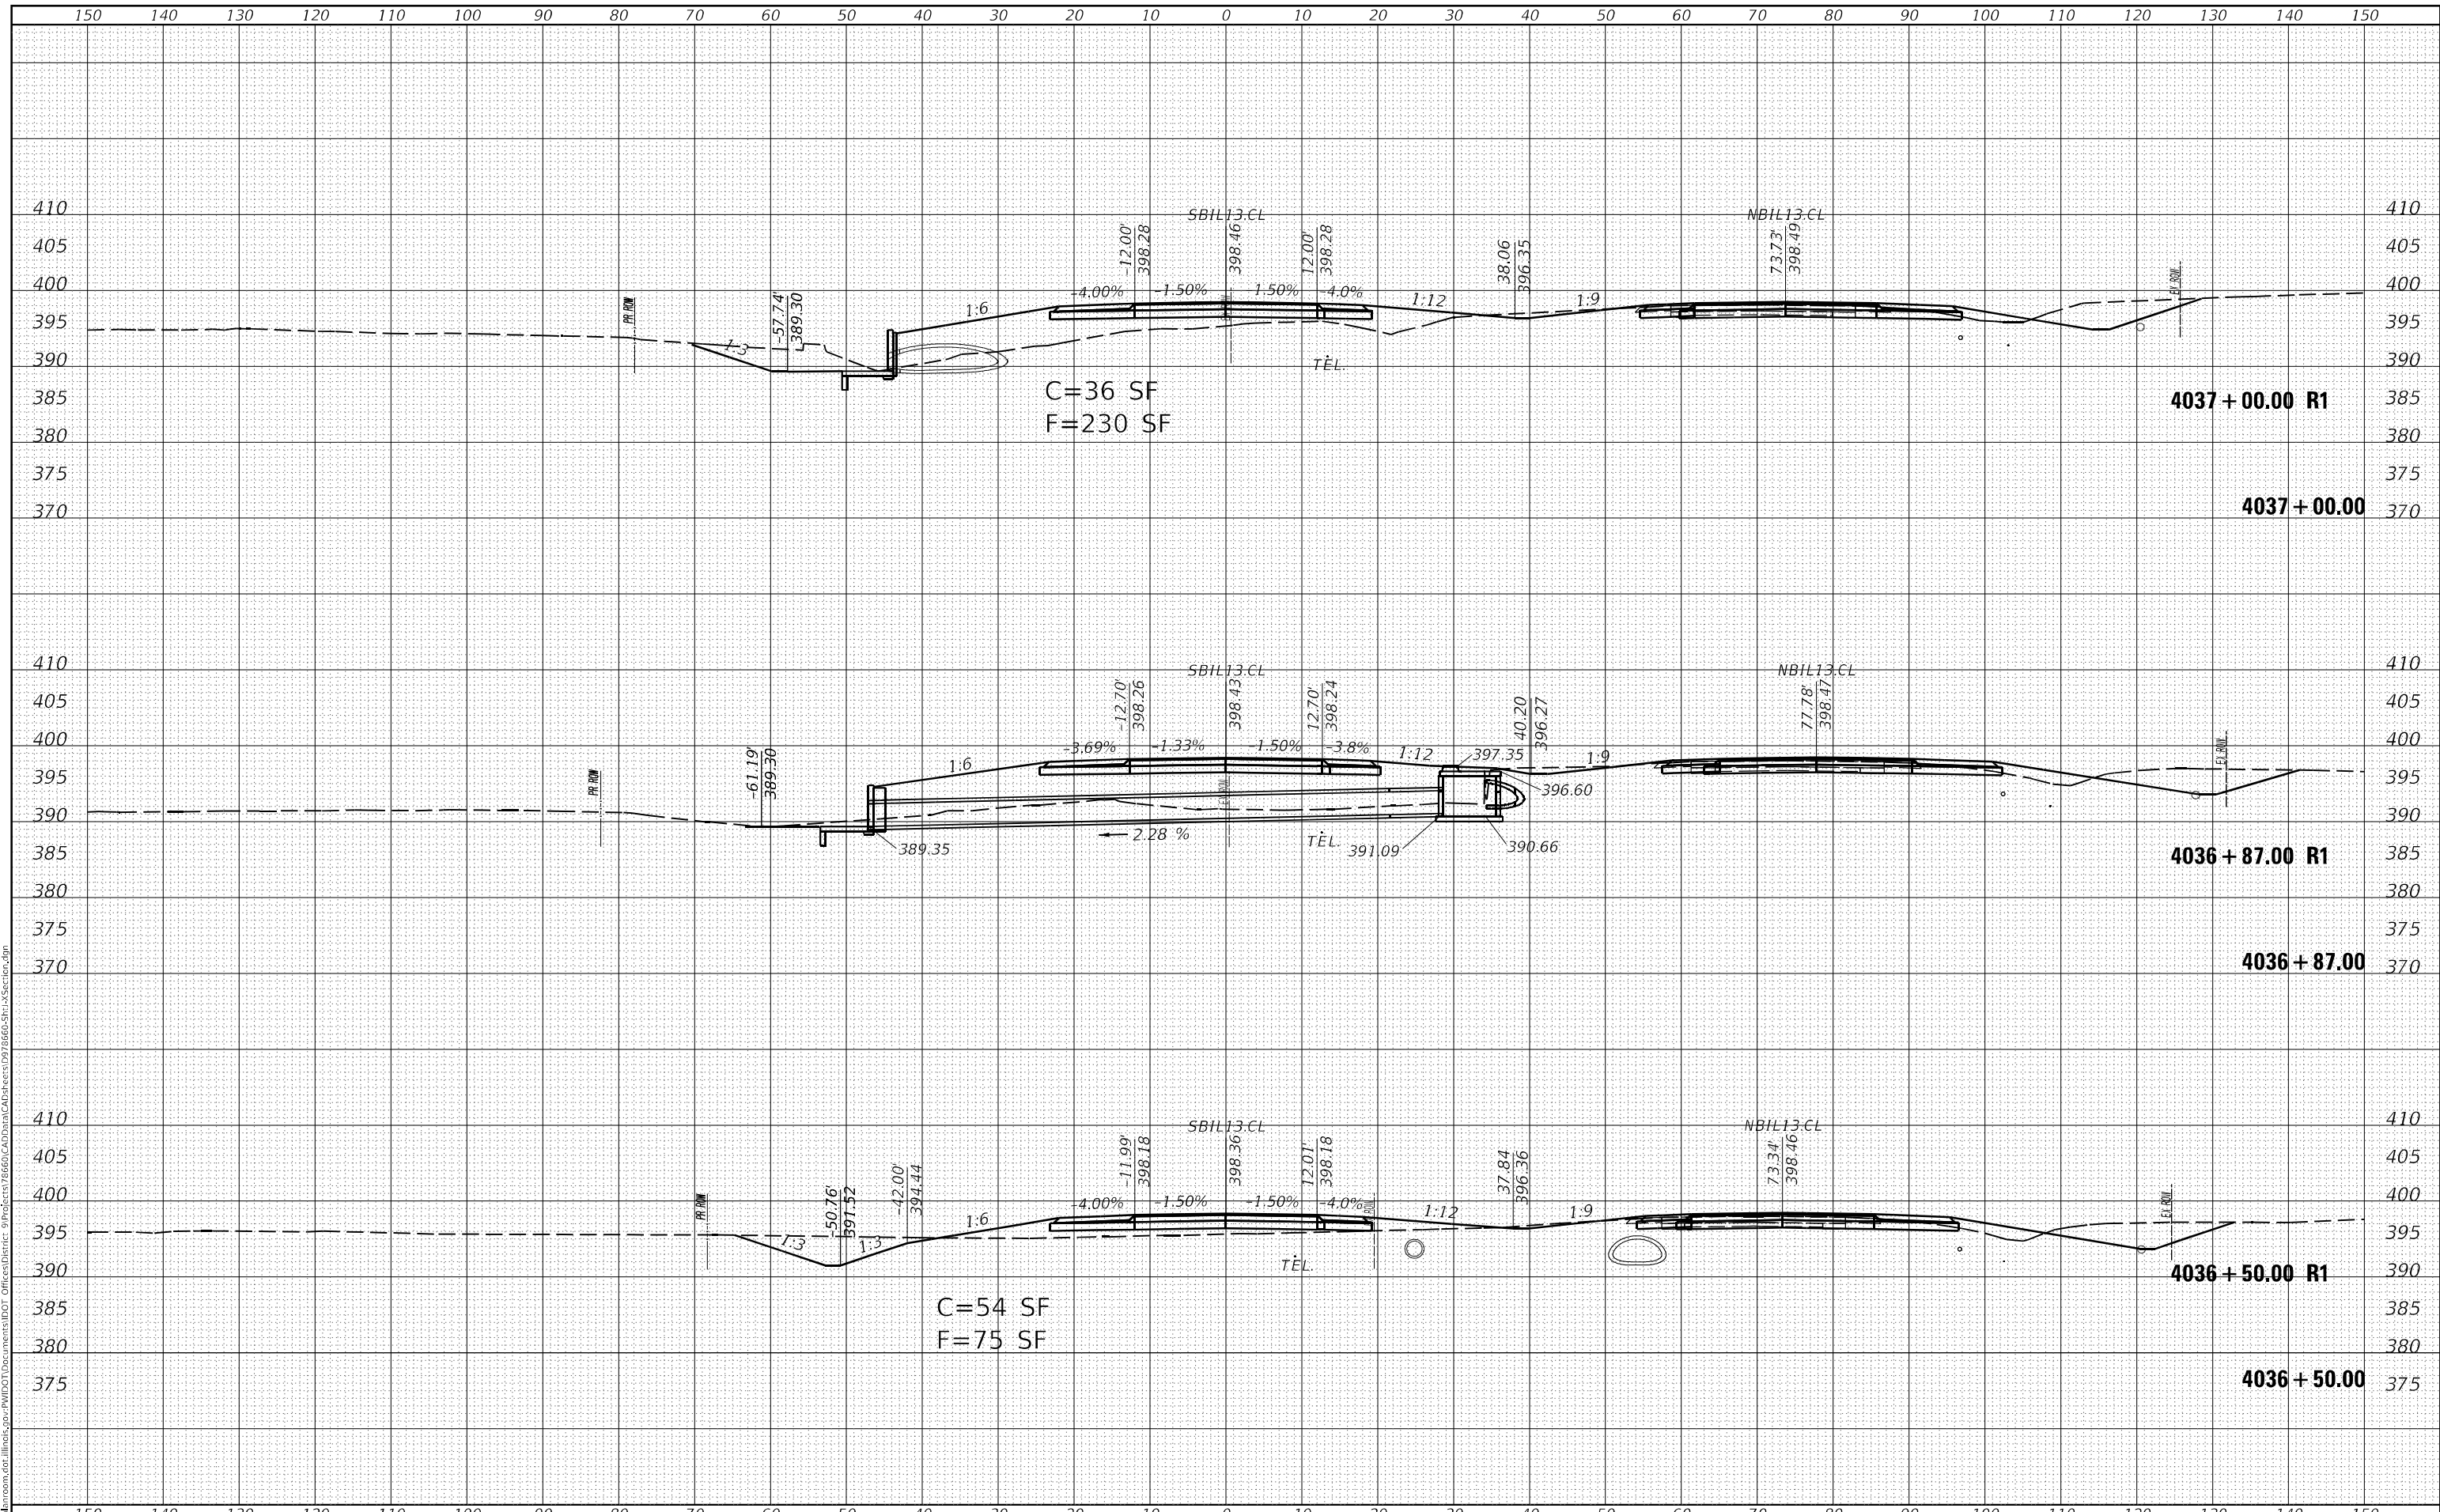 150 140 130 120 110 100 90 80 70 60 50 40 30 20 10 0 10 20 30 40 50 60 70 80 90 100 110 120 130 140 150
410 SBIL13.CL NBIL13.CL 410
405 -12.00' 398.28 398.46 12.00' 398.28 38.06 396.35 73.73' 398.49 405
400 PR ROW -57.74' 389.30 1:6 -4.00% -1.50% 1.50% -4.0% 1:12 1:9 EX ROW 400
395 1:3 395
390 TEL. 390
385 C=36 SF 4037+00.00 R1 385
380 F=230 SF 380
375 375
370 4037+00.00 370
410 SBIL13.CL NBIL13.CL 410
405 -12.70' 398.26 398.43 12.70' 398.24 40.20 396.27 77.78' 398.47 405
400 -3.69% -1.33% -1.50% -3.8% 1:12 397.35 1:9 EX ROW 400
395 PR ROW -61.19' 389.30 1:6 396.60 395
390 2.28 % TEL. 390
385 389.35 391.09 390.66 4036+87.00 R1 385
380 380
375 375
370 4036+87.00 370
410 SBIL13.CL NBIL13.CL 410
405 -11.99' 398.18 398.36 12.01' 398.18 37.84 396.36 73.34' 398.46 405
400 PR ROW -50.76' 391.52 -42.00' 394.44 -4.00% -1.50% -1.50% -4.0% 1:12 1:9 EX ROW 400
395 1:3 1:3 1:6 395
390 TEL. 4036+50.00 R1 390
385 C=54 SF 385
380 F=75 SF 380
375 4036+50.00 375